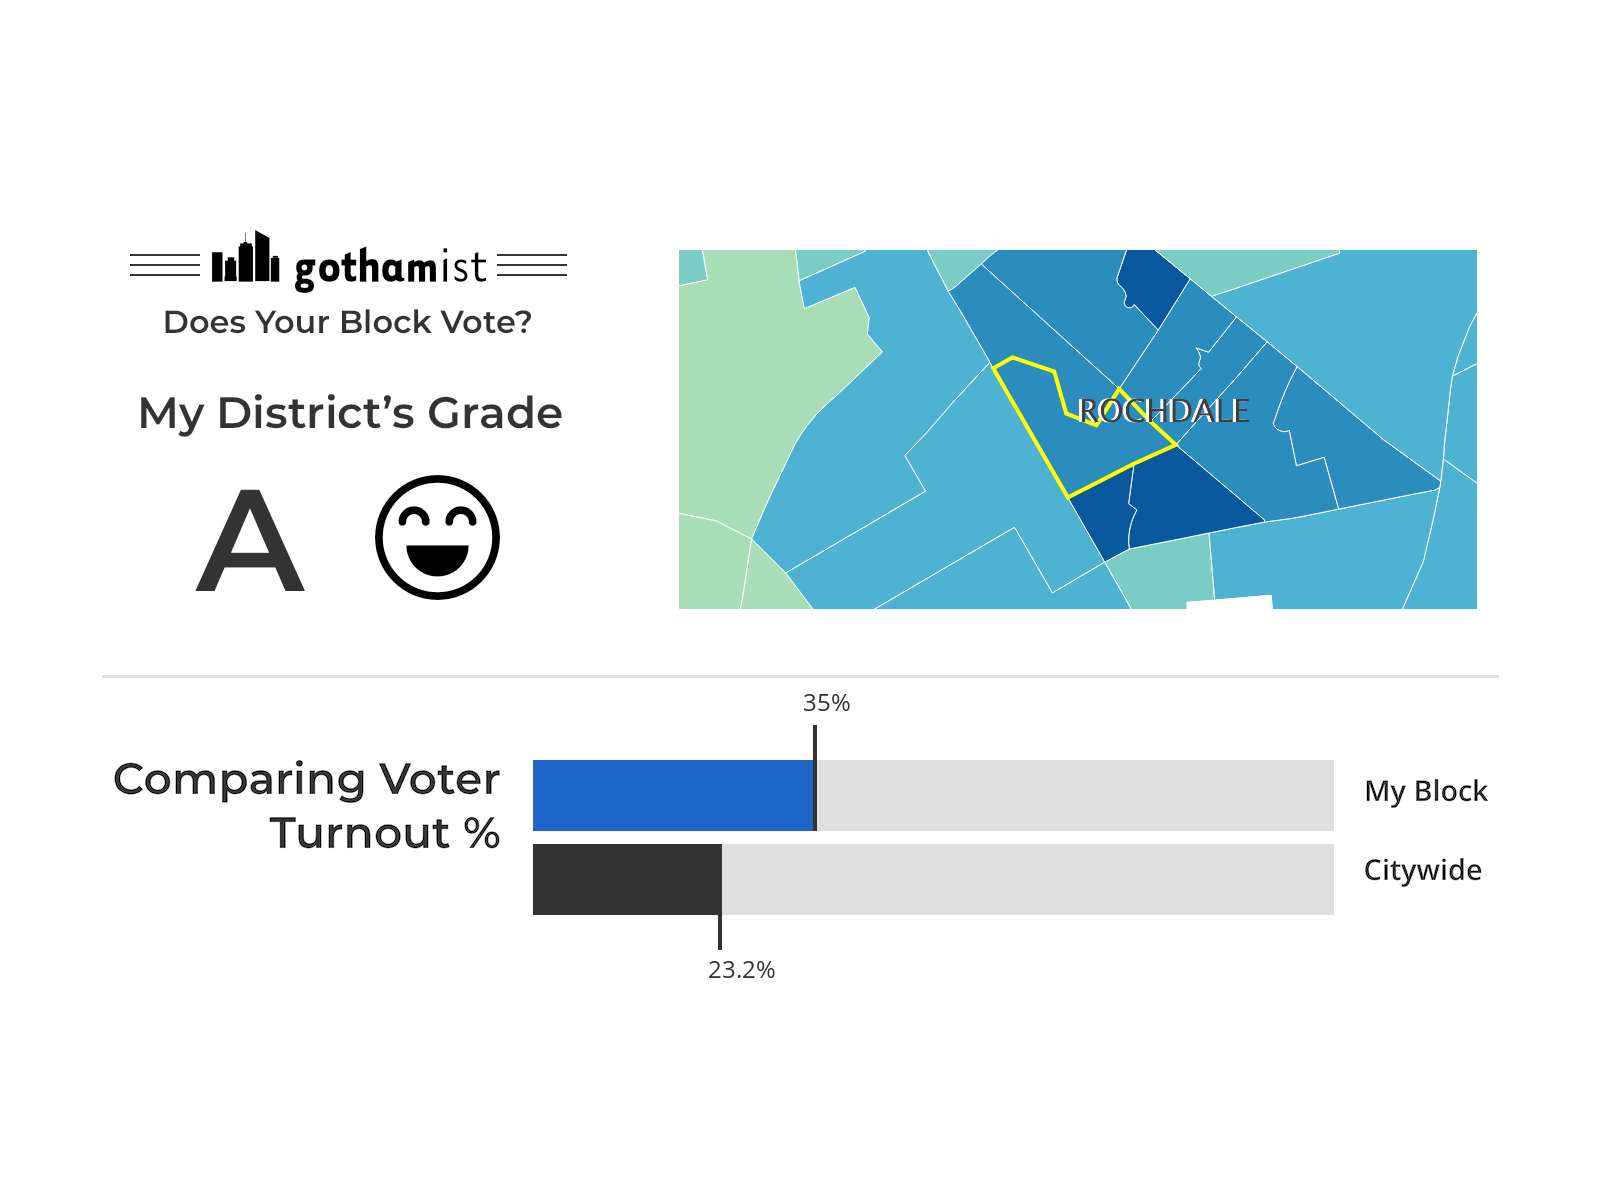 gothamist
Does Your Block Vote?
My District’s Grade
A
ROCHDALE
35%
Comparing Voter
Turnout %
My Block
Citywide
23.2%